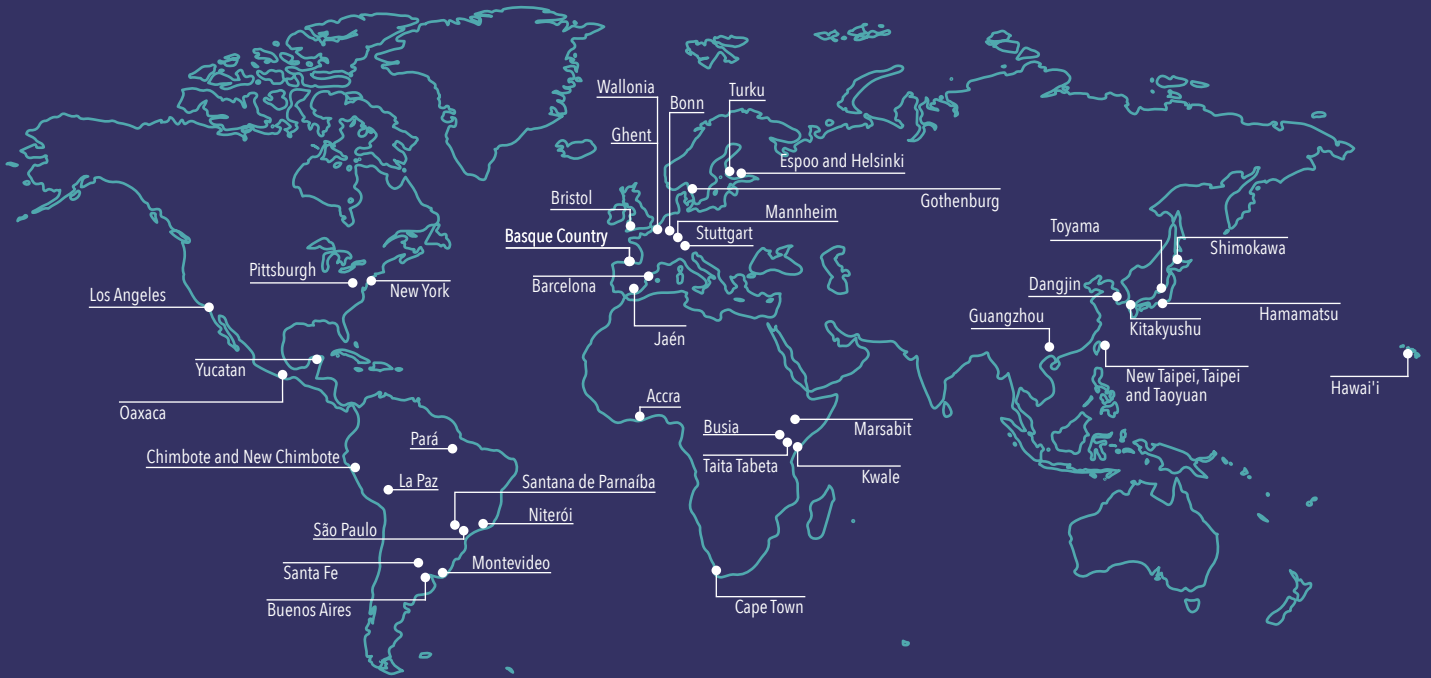 Wallonia
Bonn
Turku
Ghent
Espoo and Helsinki
Bristol
Gothenburg
Mannheim
Basque Country
Stuttgart
Toyama
Shimokawa
Pittsburgh
New York
Barcelona
Los Angeles
Dangjin
Guangzhou
Kitakyushu
Hamamatsu
Jaén
Yucatan
New Taipei, Taipei
and Taoyuan
Hawai'i
Oaxaca
Accra
Busia
Marsabit
Pará
Chimbote and New Chimbote
Taita Tabeta
Kwale
La Paz
Santana de Parnaíba
Niterói
São Paulo
Santa Fe
Montevideo
Buenos Aires
Cape Town